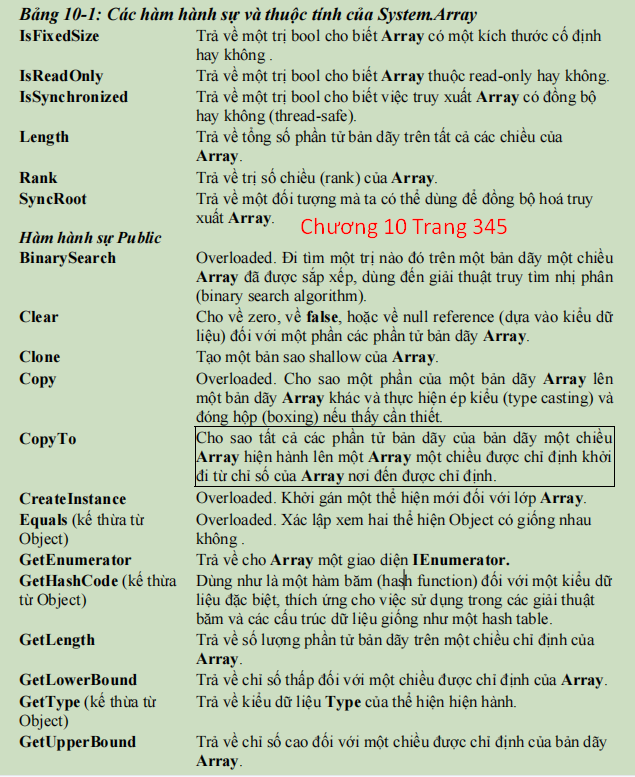 Bảng 10-1: Các hàm hành sự và thuộc tính của System.Array
IsFixedSize Trả về một trị bool cho biết Array có một kích thước cố định
hay không .
IsReadOnly Trả về một trị bool cho biết Array thuộc read-only hay không.
IsSynchronized Trả về một trị bool cho biết việc truy xuất Array có đồng bộ
hay không (thread-safe).
Length Trả về tổng số phần tử bản dãy trên tất cả các chiều của
Array.
Rank Trả về trị số chiều (rank) của Array.
SyncRoot Trả về một đối tượng mà ta có thể dùng để đồng bộ hoá truy
xuất Array.
Chương 10 Trang 345
Hàm hành sự Public
BinarySearch Overloaded. Đi tìm một trị nào đó trên một bản dãy một chiều
Array đã được sắp xếp, dùng đến giải thuật truy tìm nhị phân
(binary search algorithm).
Clear Cho về zero, về false, hoặc về null reference (dựa vào kiểu dữ
liệu) đối với một phần các phần tử bản dãy Array.
Clone Tạo một bản sao shallow của Array.
Copy Overloaded. Cho sao một phần của một bản dãy Array lên
một bản dãy Array khác và thực hiện ép kiểu (type casting) và
đóng hộp (boxing) nếu thấy cần thiết.
CopyTo Cho sao tất cả các phần tử bản dãy của bản dãy một chiều
Array hiện hành lên một Array một chiều được chỉ định khởi
đi từ chỉ số của Array nơi đến được chỉ định.
CreateInstance Overloaded. Khởi gán một thể hiện mới đối với lớp Array.
Equals (kế thừa từ Overloaded. Xác lập xem hai thể hiện Object có giống nhau
Object) không .
GetEnumerator Trả về cho Array một giao diện IEnumerator.
GetHashCode (kế thừa Dùng như là một hàm băm (hash function) đối với một kiểu dữ
từ Object) liệu đặc biệt, thích ứng cho việc sử dụng trong các giải thuật
băm và các cấu trúc dữ liệu giống như một hash table.
GetLength Trả về số lượng phần tử bản dãy trên một chiều chỉ định của
Array.
GetLowerBound Trả về chỉ số thấp đối với một chiều được chỉ định của Array.
GetType (kế thừa từ Trả về kiểu dữ liệu Type của thể hiện hiện hành.
Object)
GetUpperBound Trả về chỉ số cao đối với một chiều được chỉ định của bản dãy
Array.